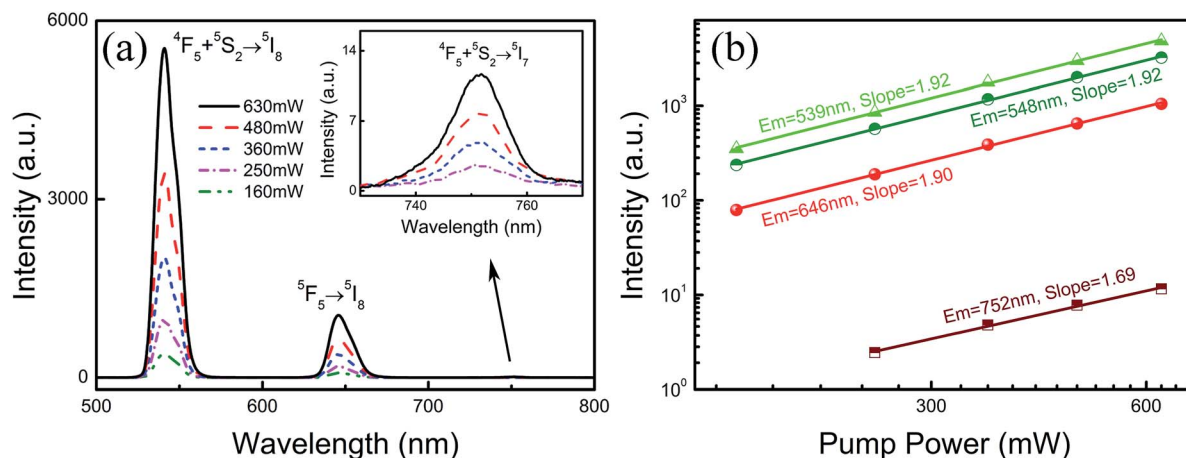 (a)
6000
3000
0
Intensity (a.u.)
⁴F₅+⁵S₂→⁵I₈
630mW
480mW
360mW
250mW
160mW
⁵F₅→⁵I₈
500 600 700 800
Wavelength (nm)
⁴F₅+⁵S₂→⁵I₇
14
7
0
Intensity (a.u.)
740 760
Wavelength (nm)
(b)
10³
10²
10¹
10⁰
Intensity (a.u.)
Em=539nm, Slope=1.92
Em=548nm, Slope=1.92
Em=646nm, Slope=1.90
Em=752nm, Slope=1.69
300 600
Pump Power (mW)